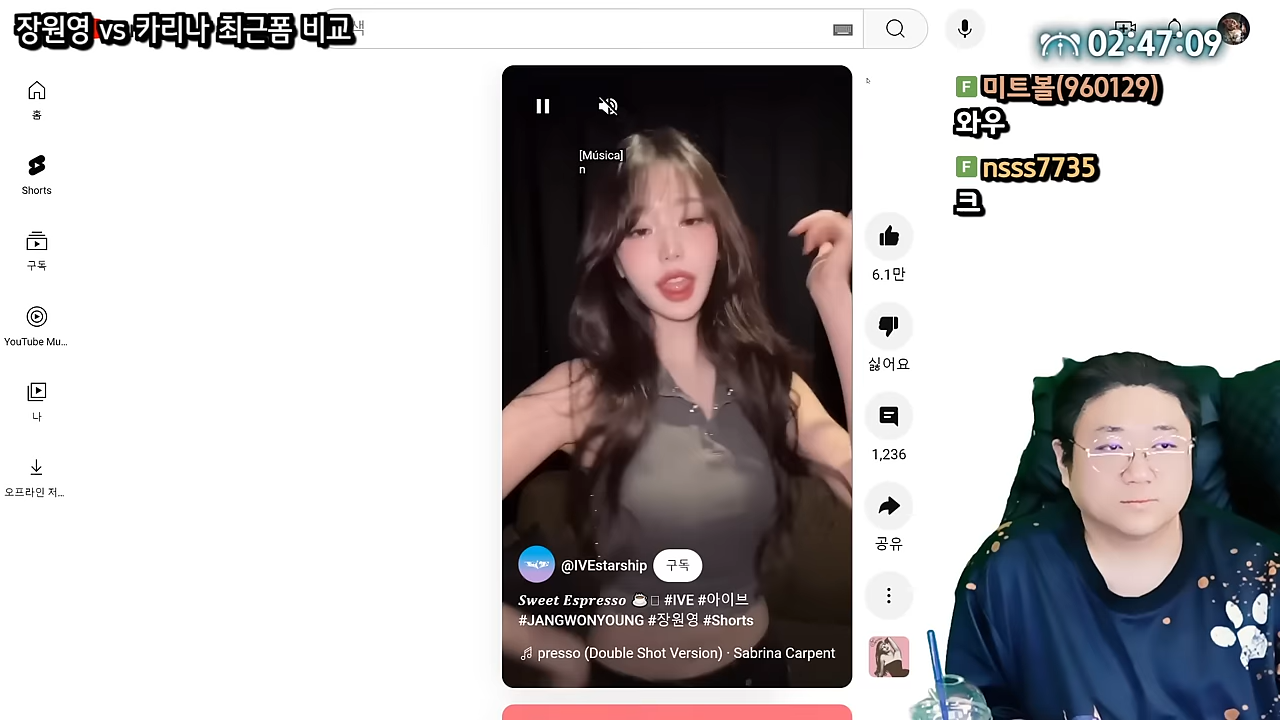 장원영 vs 카리나 최근폼 비교
색
02:47:09
홈
Shorts
구독
YouTube Mu...
나
오프라인 저...
[Música]
n
@IVEstarship
구독
Sweet Espresso ☕ #IVE #아이브
#JANGWONYOUNG #장원영 #Shorts
presso (Double Shot Version) · Sabrina Carpent
6.1만
싫어요
1,236
공유
F 미트볼(960129)
와우
F nsss7735
크